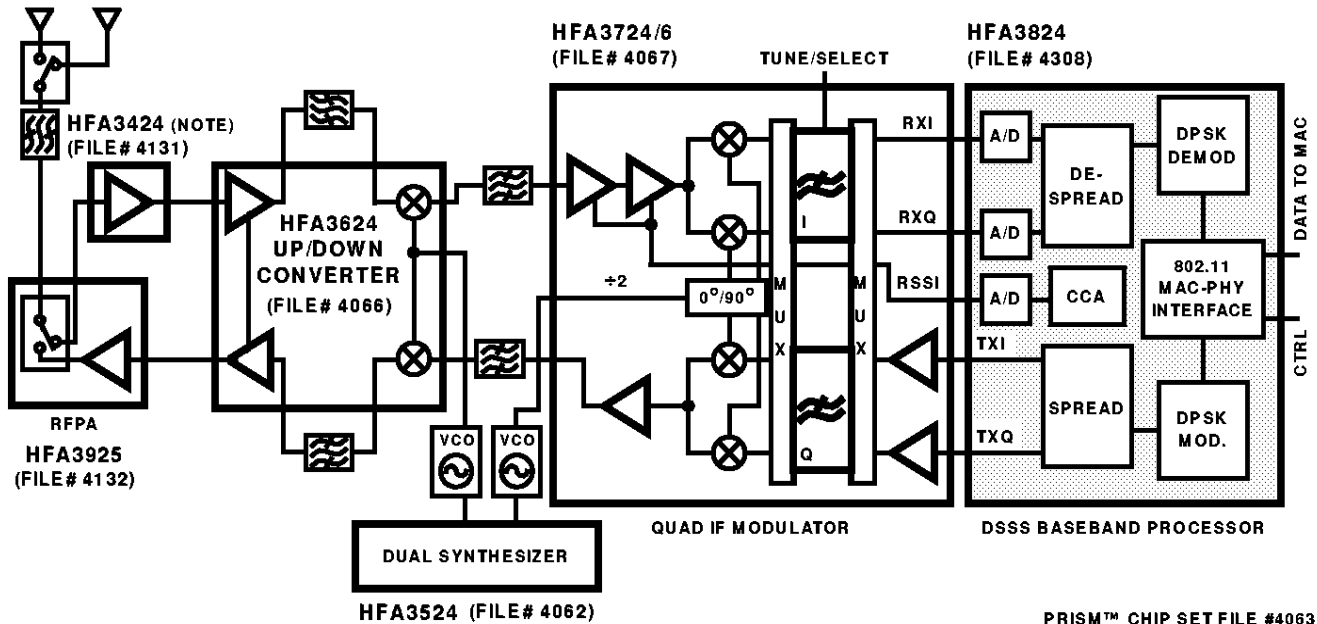 HFA3424 (NOTE)
(FILE# 4131)
HFA3624
UP/DOWN
CONVERTER
(FILE# 4066)
RFPA
HFA3925
(FILE# 4132)
VCO
VCO
DUAL SYNTHESIZER
HFA3524 (FILE# 4062)
HFA3724/6
(FILE# 4067)
TUNE/SELECT
÷2
0°/90°
M
U
X
I
Q
M
U
X
RXI
RXQ
RSSI
TXI
TXQ
QUAD IF MODULATOR
HFA3824
(FILE# 4308)
A/D
A/D
A/D
DE-
SPREAD
CCA
SPREAD
DPSK
DEMOD
802.11
MAC-PHY
INTERFACE
DPSK
MOD.
DATA TO MAC
CTRL
DSSS BASEBAND PROCESSOR
PRISM™ CHIP SET FILE #4063